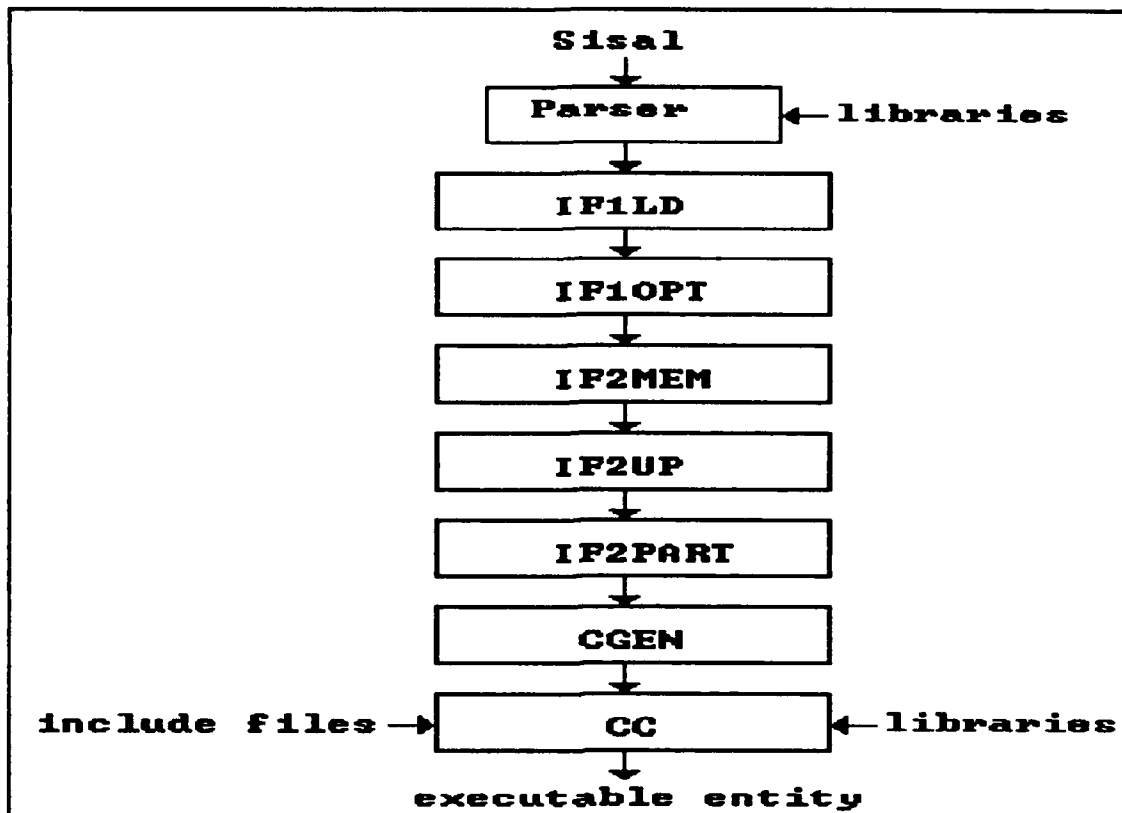 Sisal
Parser
libraries
IF1LD
IF1OPT
IF2MEM
IF2UP
IF2PART
CGEN
include files
CC
libraries
executable entity